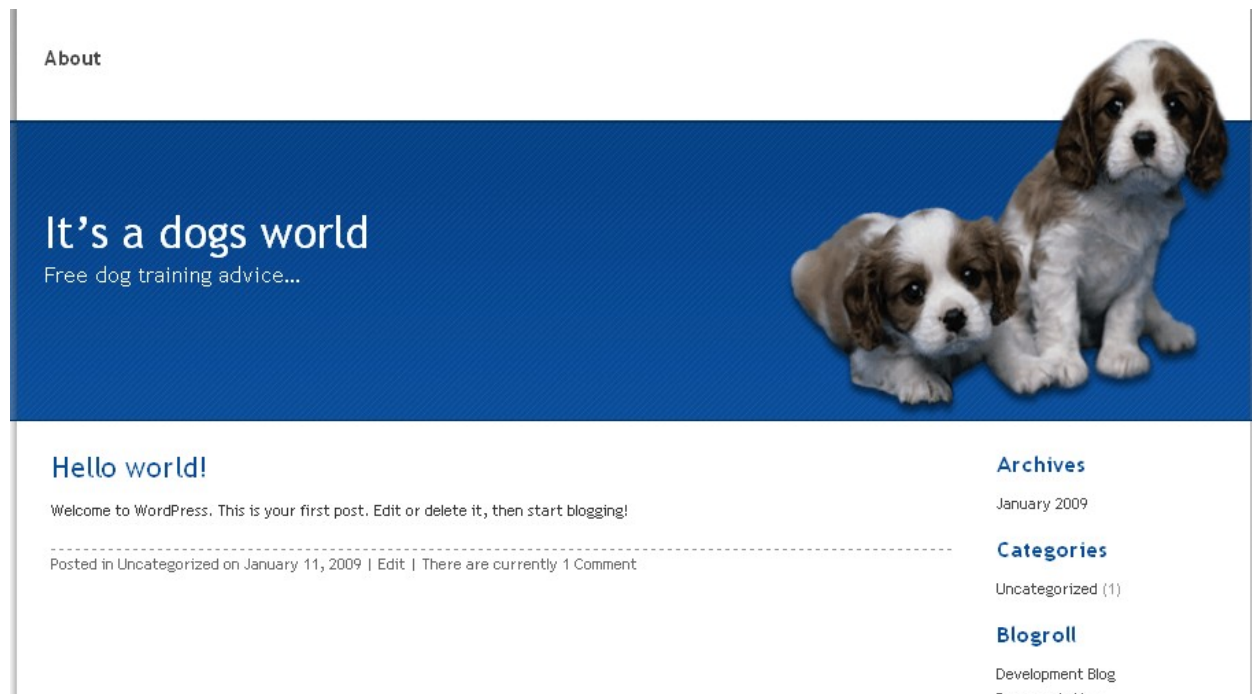 About
It's a dogs world
Free dog training advice...
Hello world!
Welcome to WordPress. This is your first post. Edit or delete it, then start blogging!
Posted in Uncategorized on January 11, 2009 | Edit | There are currently 1 Comment
Archives
January 2009
Categories
Uncategorized (1)
Blogroll
Development Blog